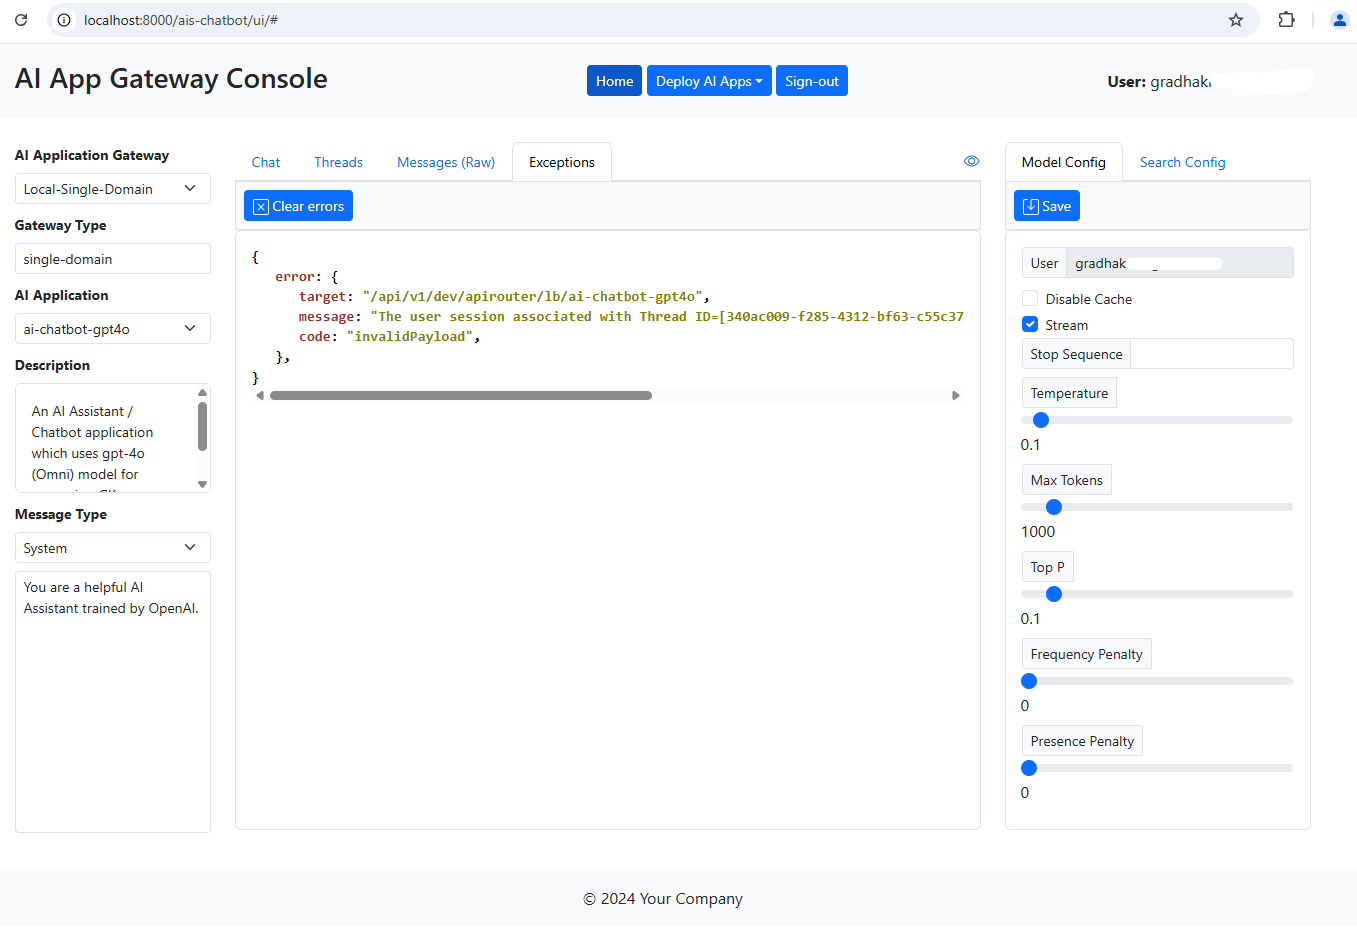 localhost:8000/ais-chatbot/ui/#
AI App Gateway Console
Home
Deploy AI Apps
Sign-out
User: gradhak
AI Application Gateway
Local-Single-Domain
Gateway Type
single-domain
AI Application
ai-chatbot-gpt4o
Description
An AI Assistant /
Chatbot application
which uses gpt-4o
(Omni) model for
Message Type
System
You are a helpful AI
Assistant trained by OpenAI.
Chat
Threads
Messages (Raw)
Exceptions
Clear errors
{
error: {
target: "/api/v1/dev/apirouter/lb/ai-chatbot-gpt4o",
message: "The user session associated with Thread ID=[340ac009-f285-4312-bf63-c55c37
code: "invalidPayload",
},
}
Model Config
Search Config
Save
User
gradhak
Disable Cache
Stream
Stop Sequence
Temperature
0.1
Max Tokens
1000
Top P
0.1
Frequency Penalty
0
Presence Penalty
0
© 2024 Your Company